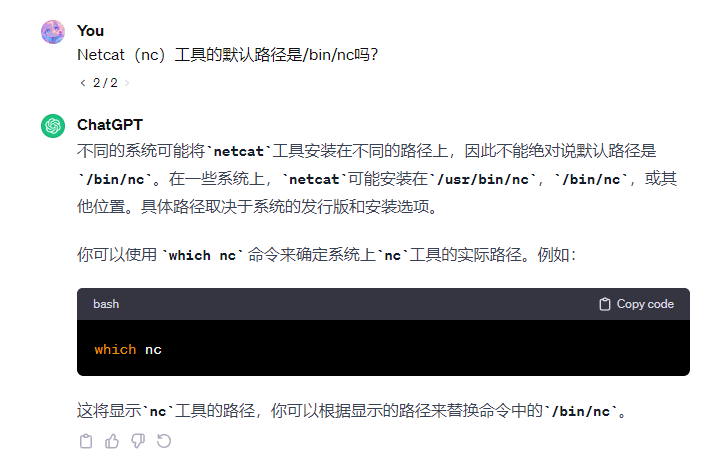 You
Netcat（nc）工具的默认路径是/bin/nc吗？
< 2 / 2 >
ChatGPT
不同的系统可能将`netcat`工具安装在不同的路径上，因此不能绝对说默认路径是
`/bin/nc`。在一些系统上，`netcat`可能安装在`/usr/bin/nc`，`/bin/nc`，或其
他位置。具体路径取决于系统的发行版和安装选项。
你可以使用 `which nc` 命令来确定系统上`nc`工具的实际路径。例如：
bash Copy code
which nc
这将显示`nc`工具的路径，你可以根据显示的路径来替换命令中的`/bin/nc`。